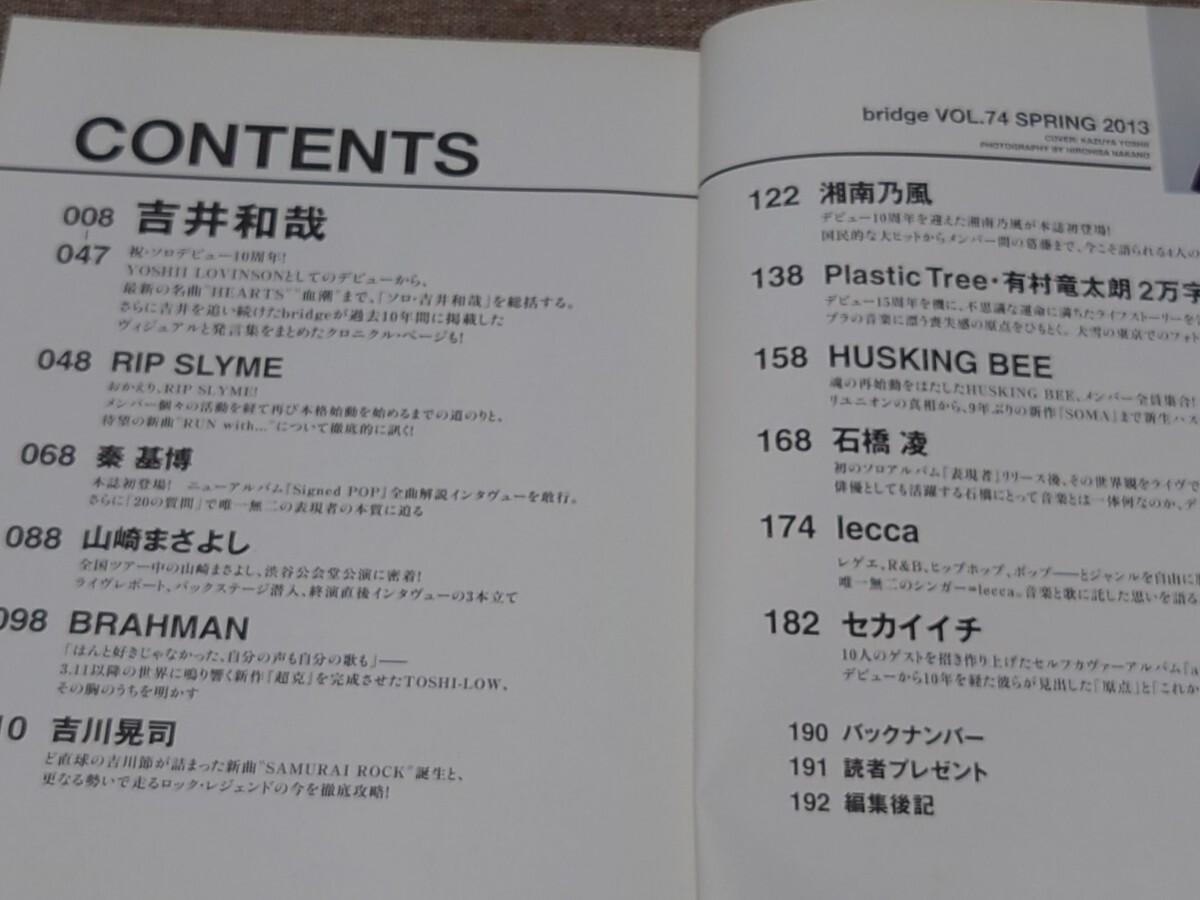 CONTENTS
008
047
吉井和哉
祝・ソロデビュー10周年!
YOSHII LOVINSONとしてのデビューから、
最新の名曲"HEARTS""血潮"まで、「ソロ・吉井和哉」を総括する。
さらに吉井を追い続けたbridgeが過去10年間に掲載した
ヴィジュアルと発言集をまとめたクロニクル・ページも!
048 RIP SLYME
おかえり、RIP SLYME!
メンバー個々の活動を経て再び本格始動を始めるまでの道のりと、
待望の新曲"RUN with..."について徹底的に訊く!
068 秦 基博
本誌初登場! ニューアルバム『Signed POP』全曲解説インタヴューを敢行。
さらに「20の質問」で唯一無二の表現者の本質に迫る
088 山崎まさよし
全国ツアー中の山崎まさよし、渋谷公会堂公演に密着!
ライヴレポート、バックステージ潜入、終演直後インタヴューの3本立て
098 BRAHMAN
「ほんと好きじゃなかった、自分の声も自分の歌も」――
3.11以降の世界に鳴り響く新作『超克』を完成させたTOSHI-LOW、
その胸のうちを明かす
10 吉川晃司
ど直球の吉川節が詰まった新曲"SAMURAI ROCK"誕生と、
更なる勢いで走るロック・レジェンドの今を徹底攻略!
bridge VOL.74 SPRING 2013
COVER: KAZUYA YOSHII
PHOTOGRAPHY BY HIROHISA NAKANO
122 湘南乃風
デビュー10周年を迎えた湘南乃風が本誌初登場!
国民的な大ヒットからメンバー間の葛藤まで、今こそ語られる4人の
138 Plastic Tree・有村竜太朗 2万字
デビュー15周年を機に、不思議な運命に満ちたライフストーリーを
プラの音楽に漂う喪失感の原点をひもとく。大雪の東京でのフォト
158 HUSKING BEE
魂の再始動をはたしたHUSKING BEE、メンバー全員集合!
リユニオンの真相から、9年ぶりの新作『SOMA』まで新生ハス
168 石橋 凌
初のソロアルバム『表現者』リリース後、その世界観をライヴで
俳優としても活躍する石橋にとって音楽とは一体何なのか、デ
174 lecca
レゲエ、R&B、ヒップホップ、ポップ――とジャンルを自由に
唯一無二のシンガー=lecca。音楽と歌に託した思いを語る
182 セカイイチ
10人のゲストを招き作り上げたセルフカヴァーアルバム『a
デビューから10年を経た彼らが見出した「原点」と「これか
190 バックナンバー
191 読者プレゼント
192 編集後記